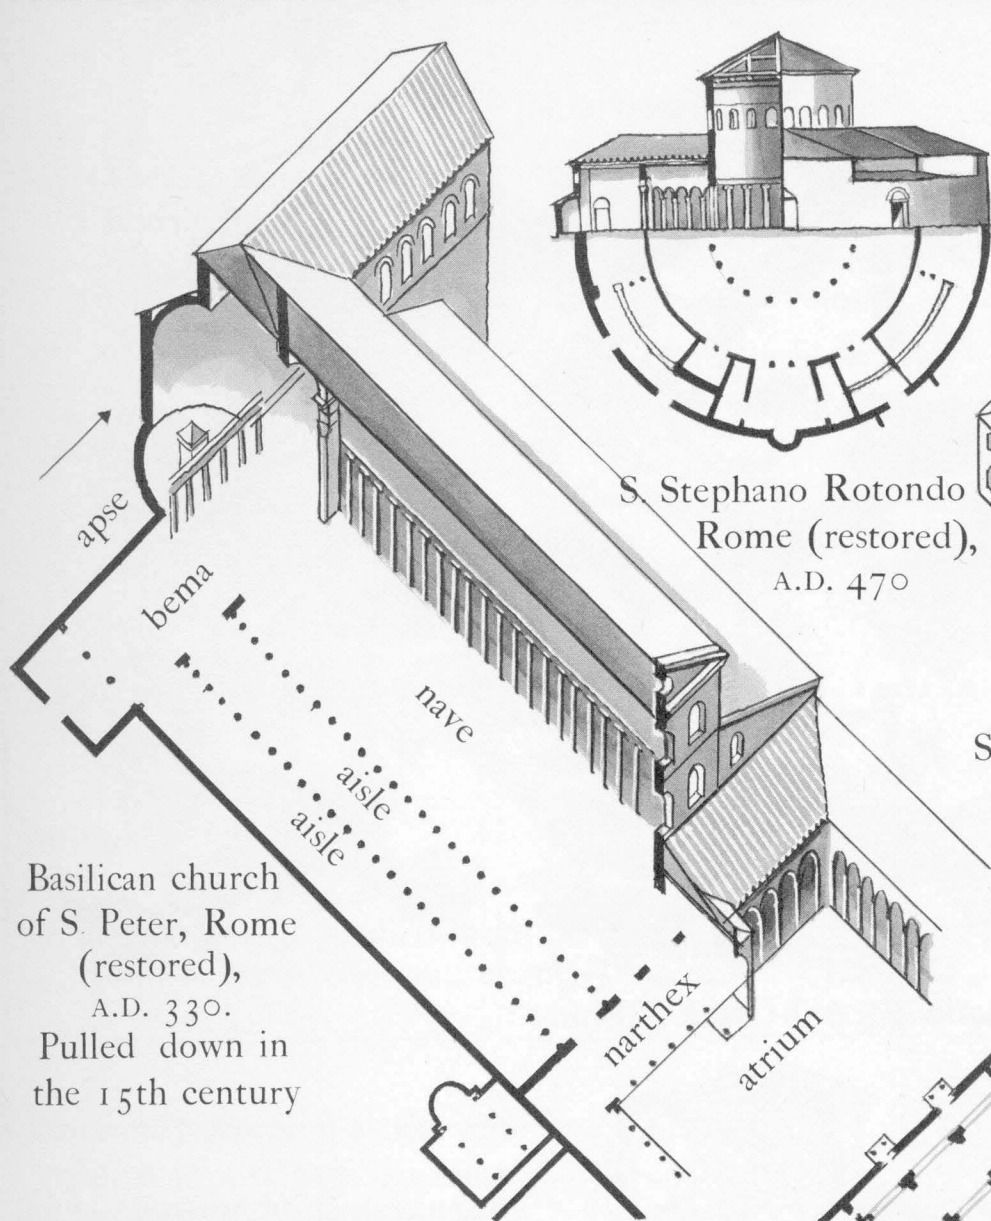 S. Stephano Rotondo
Rome (restored),
A.D. 470
apse
bema
nave
aisle
aisle
narthex
atrium
Basilican church
of S. Peter, Rome
(restored),
A.D. 330.
Pulled down in
the 15th century
S